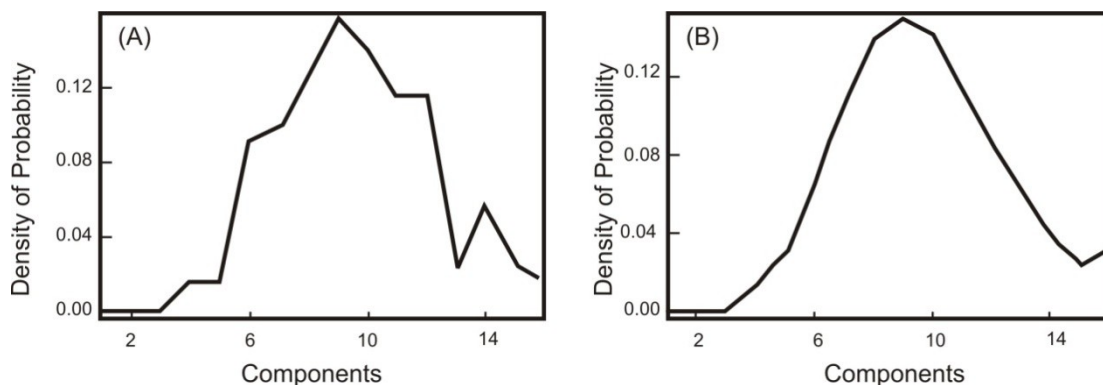 (A)
Density of Probability
0.12
0.08
0.04
0.00
2 6 10 14
Components
(B)
Density of Probability
0.12
0.08
0.04
0.00
2 6 10 14
Components